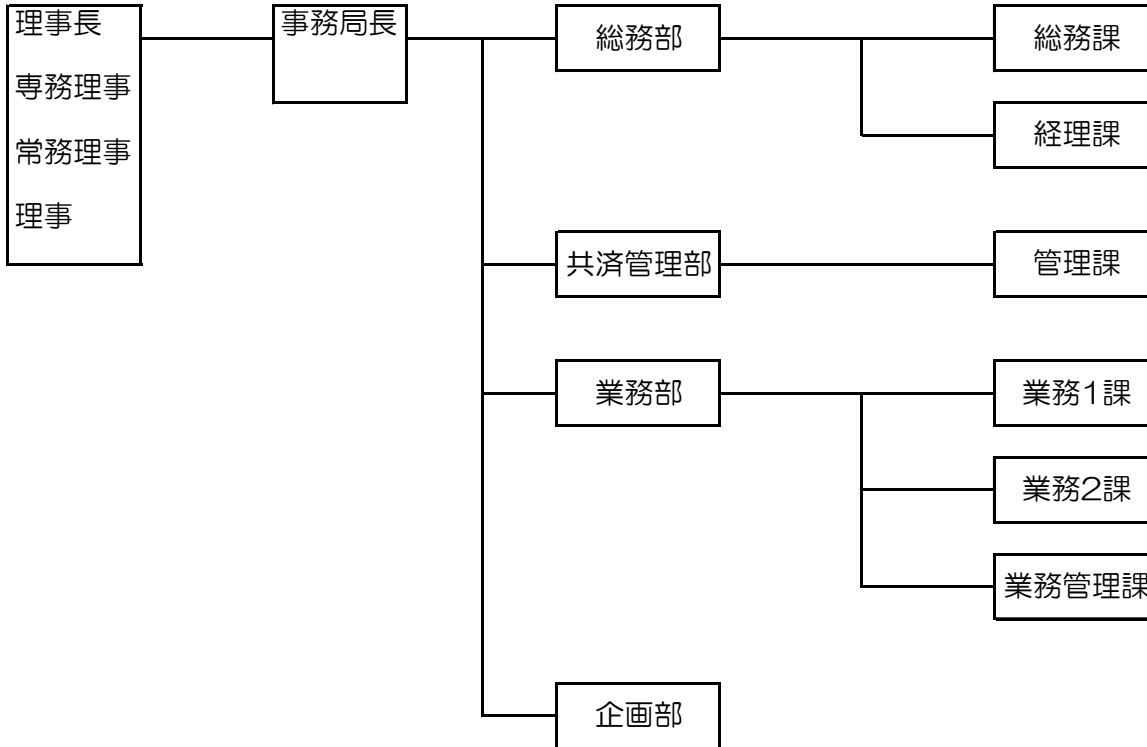 理事長
専務理事
常務理事
理事
事務局長
総務部
総務課
経理課
共済管理部
管理課
業務部
業務1課
業務2課
業務管理課
企画部